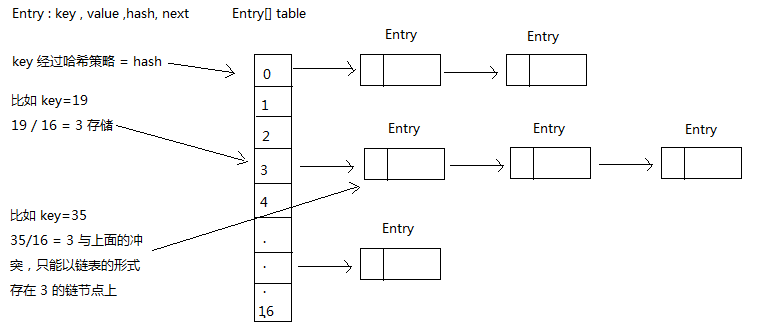 Entry : key , value ,hash, next
Entry[] table
key 经过哈希策略 = hash
比如 key=19
19 / 16 = 3 存储
比如 key=35
35/16 = 3 与上面的冲
突，只能以链表的形式
存在 3 的链节点上
0
1
2
3
4
.
.
.
16
Entry
Entry
Entry
Entry
Entry
Entry